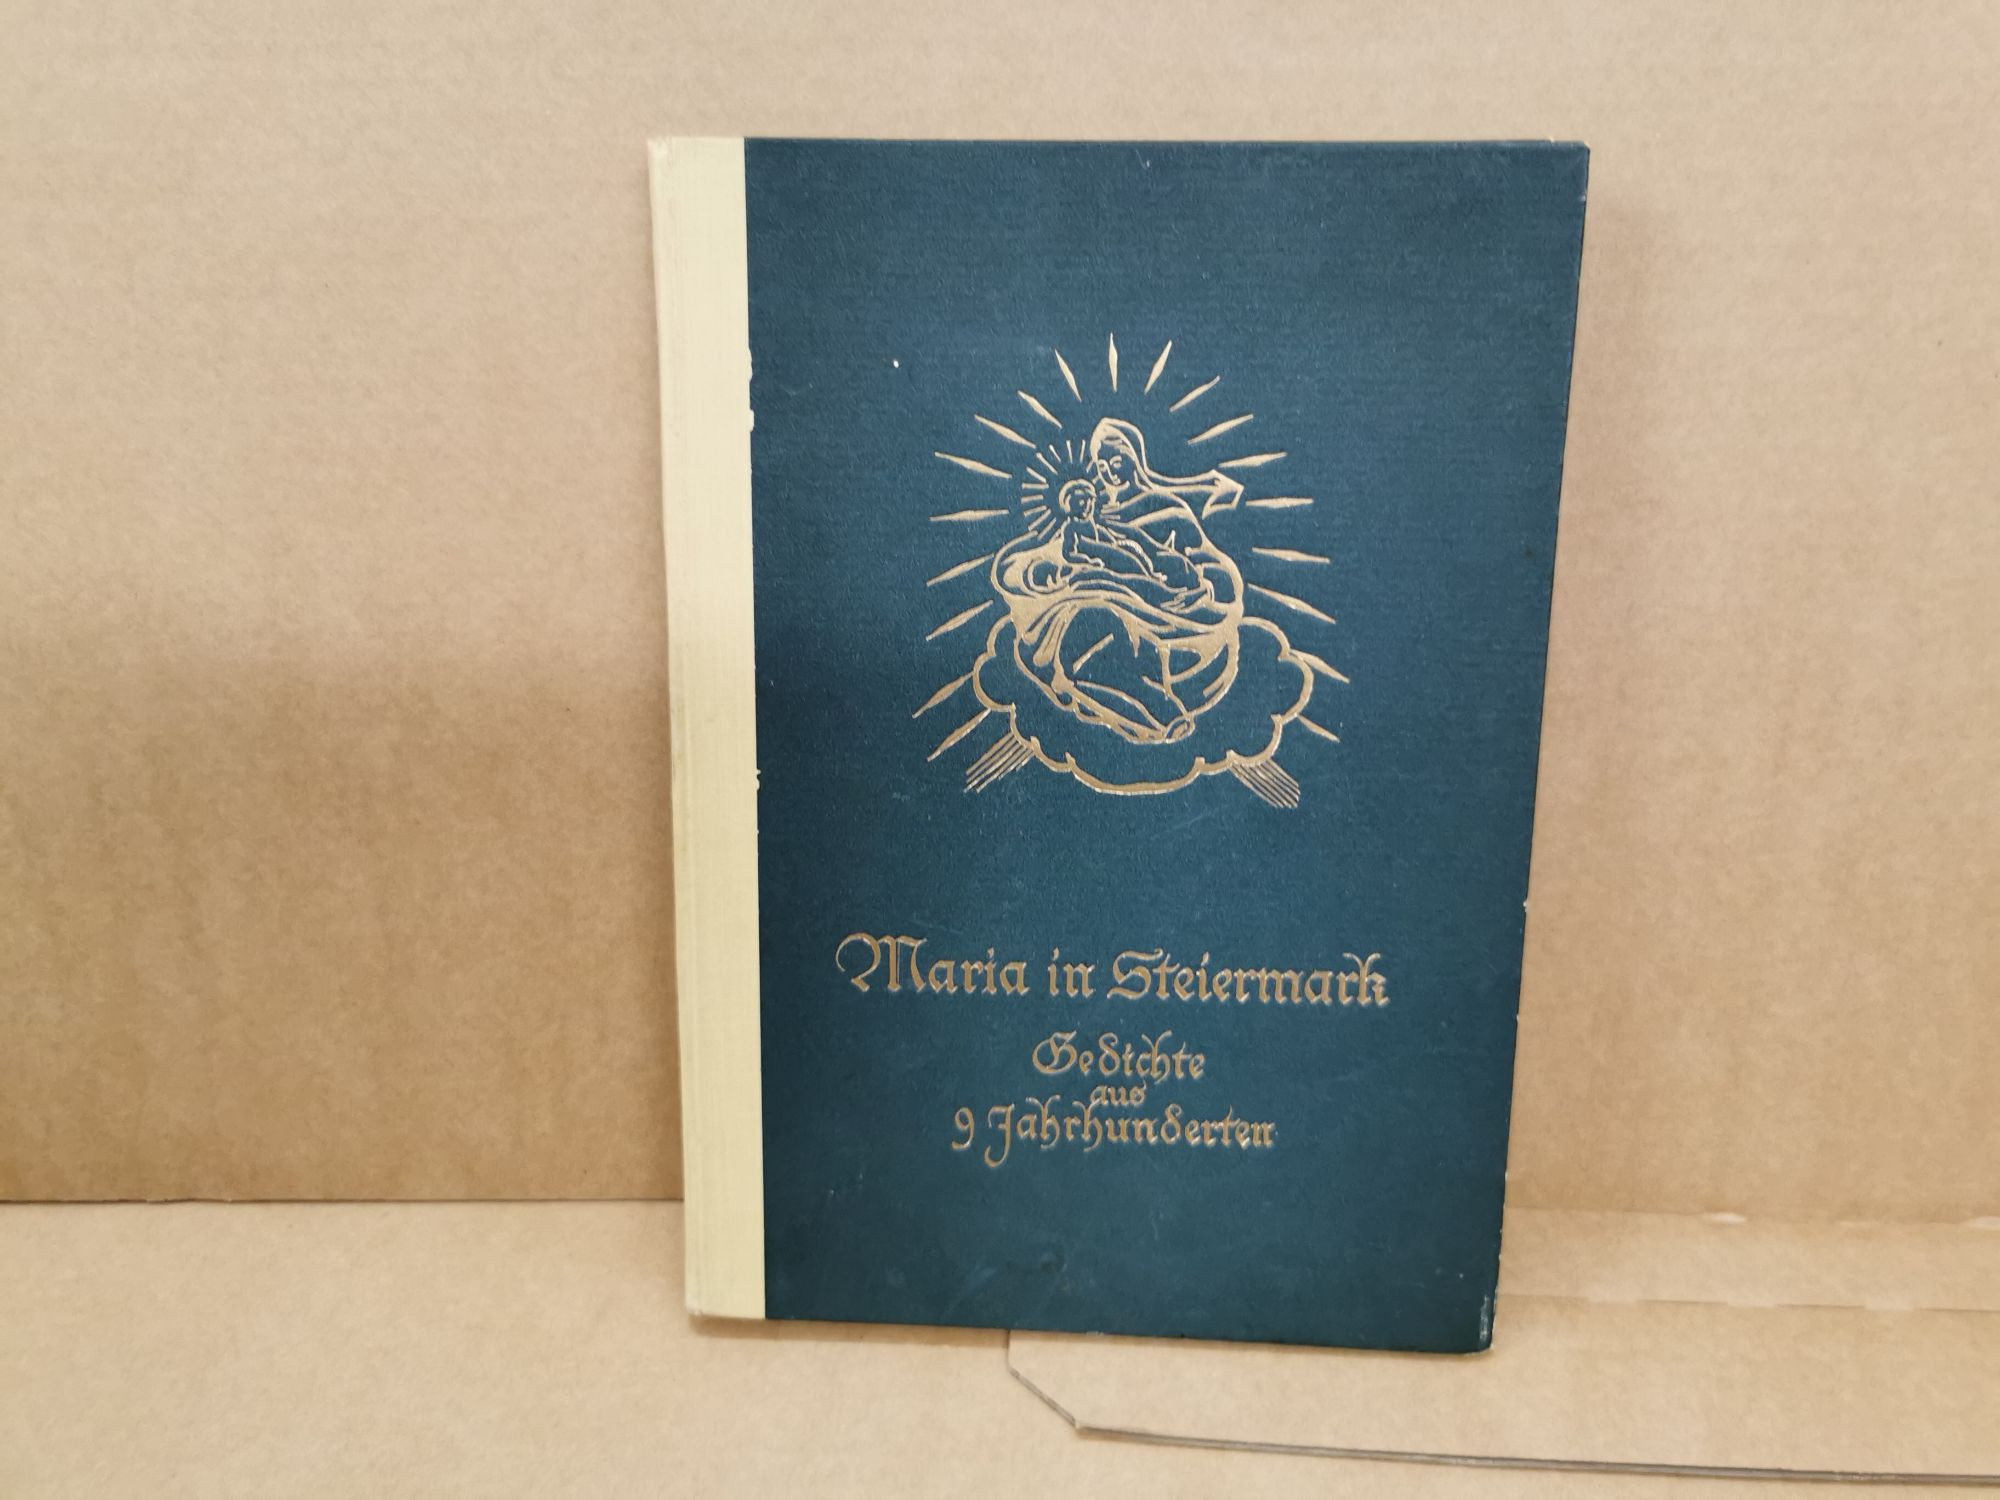 Maria in Steiermark
Gedichte
aus
9 Jahrhunderten